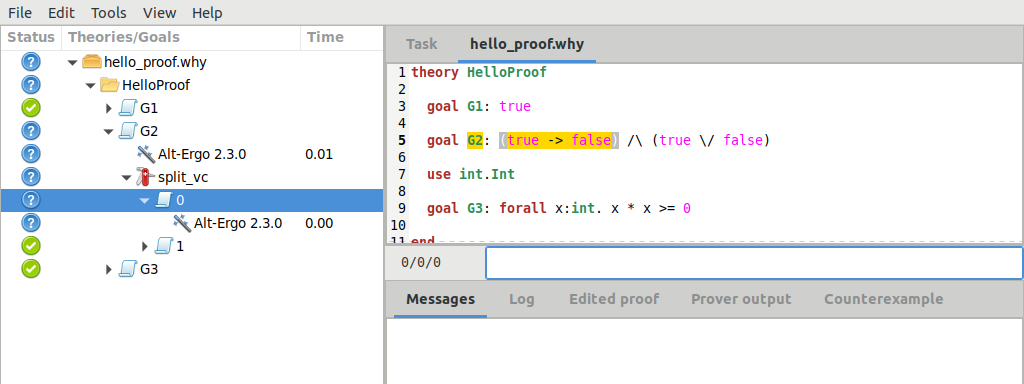 File Edit Tools View Help
Status Theories/Goals Time
hello_proof.why
HelloProof
G1
G2
Alt-Ergo 2.3.0 0.01
split_vc
0
Alt-Ergo 2.3.0 0.00
1
G3
Task hello_proof.why
1 theory HelloProof
2
3 goal G1: true
4
5 goal G2: (true -> false) /\ (true \/ false)
6
7 use int.Int
8
9 goal G3: forall x:int. x * x >= 0
10
11 end
0/0/0
Messages Log Edited proof Prover output Counterexample